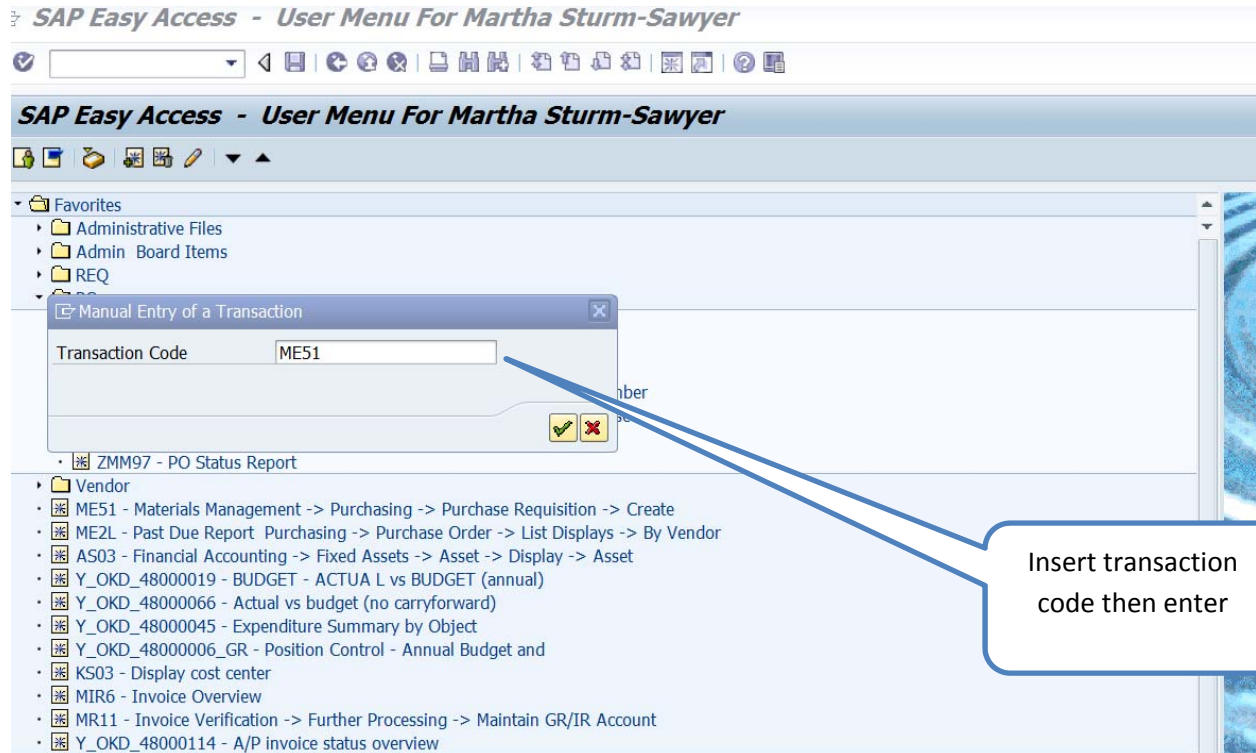 SAP Easy Access - User Menu For Martha Sturm-Sawyer
SAP Easy Access - User Menu For Martha Sturm-Sawyer
Favorites
Administrative Files
Admin Board Items
REQ
Manual Entry of a Transaction
Transaction Code ME51
ZMM97 - PO Status Report
Vendor
ME51 - Materials Management -> Purchasing -> Purchase Requisition -> Create
ME2L - Past Due Report Purchasing -> Purchase Order -> List Displays -> By Vendor
AS03 - Financial Accounting -> Fixed Assets -> Asset -> Display -> Asset
Y_OKD_48000019 - BUDGET - ACTUA L vs BUDGET (annual)
Y_OKD_48000066 - Actual vs budget (no carryforward)
Y_OKD_48000045 - Expenditure Summary by Object
Y_OKD_48000006_GR - Position Control - Annual Budget and
KS03 - Display cost center
MIR6 - Invoice Overview
MR11 - Invoice Verification -> Further Processing -> Maintain GR/IR Account
Y_OKD_48000114 - A/P invoice status overview
Insert transaction
code then enter